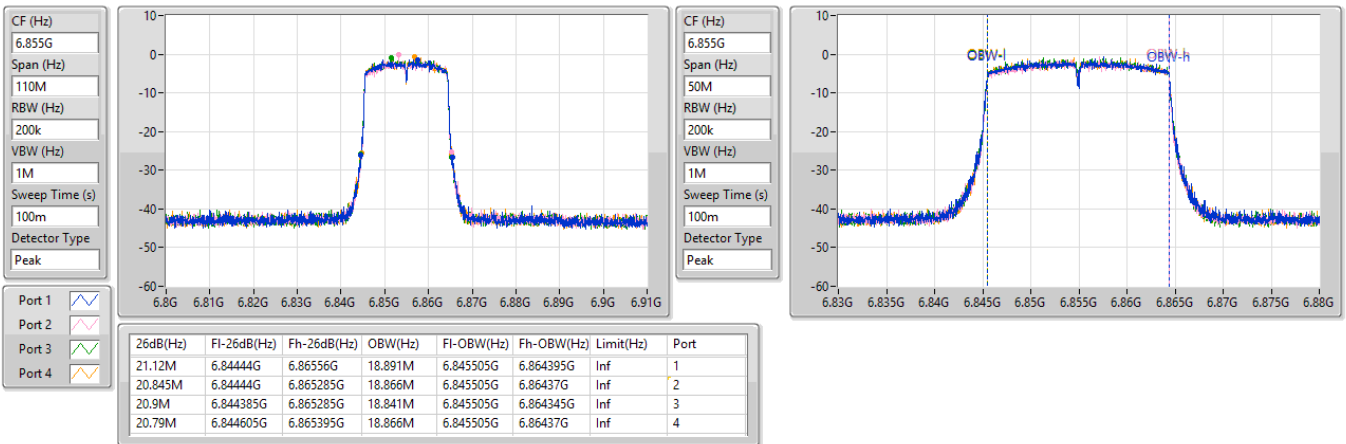 CF (Hz)
6.855G
Span (Hz)
110M
RBW (Hz)
200k
VBW (Hz)
1M
Sweep Time (s)
100m
Detector Type
Peak
10
0
-10
-20
-30
-40
-50
-60
6.8G 6.81G 6.82G 6.83G 6.84G 6.85G 6.86G 6.87G 6.88G 6.89G 6.9G 6.91G
CF (Hz)
6.855G
Span (Hz)
50M
RBW (Hz)
200k
VBW (Hz)
1M
Sweep Time (s)
100m
Detector Type
Peak
10
0
-10
-20
-30
-40
-50
-60
OBW-l OBW-h
6.83G 6.835G 6.84G 6.845G 6.85G 6.855G 6.86G 6.865G 6.87G 6.875G 6.88G
Port 1
Port 2
Port 3
Port 4
26dB(Hz) Fl-26dB(Hz) Fh-26dB(Hz) OBW(Hz) Fl-OBW(Hz) Fh-OBW(Hz) Limit(Hz) Port
21.12M 6.84444G 6.86556G 18.891M 6.845505G 6.864395G Inf 1
20.845M 6.84444G 6.865285G 18.866M 6.845505G 6.86437G Inf 2
20.9M 6.844385G 6.865285G 18.841M 6.845505G 6.864345G Inf 3
20.79M 6.844605G 6.865395G 18.866M 6.845505G 6.86437G Inf 4